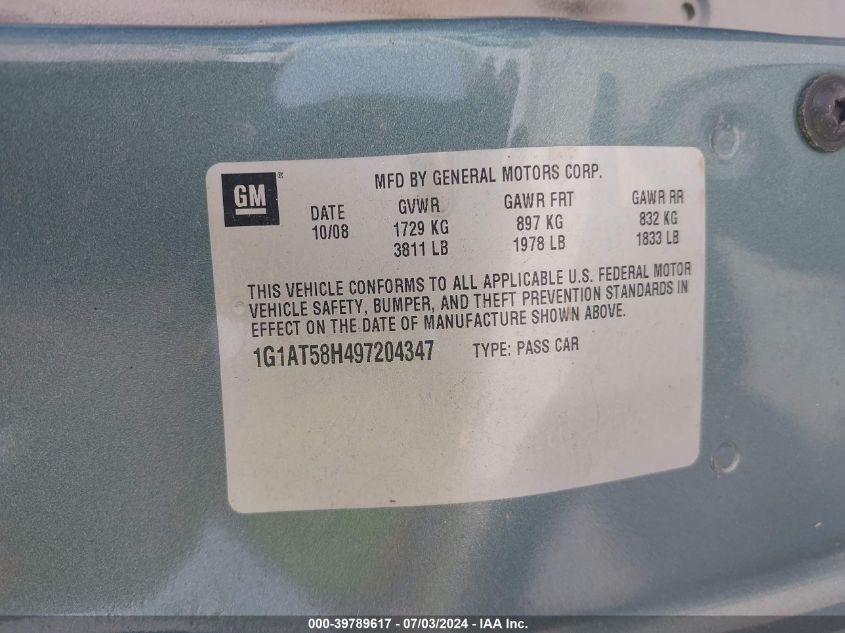 GM
MFD BY GENERAL MOTORS CORP.
DATE GVWR GAWR FRT GAWR RR
10/08 1729 KG 897 KG 832 KG
3811 LB 1978 LB 1833 LB
THIS VEHICLE CONFORMS TO ALL APPLICABLE U.S. FEDERAL MOTOR
VEHICLE SAFETY, BUMPER, AND THEFT PREVENTION STANDARDS IN
EFFECT ON THE DATE OF MANUFACTURE SHOWN ABOVE.
1G1AT58H497204347 TYPE: PASS CAR
000-39789617 - 07/03/2024 - IAA Inc.